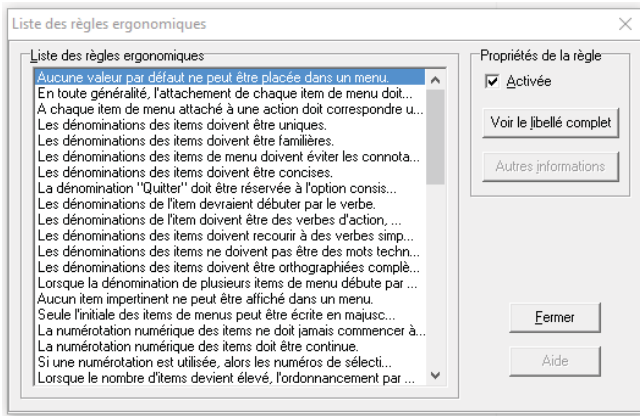 Liste des règles ergonomiques
Liste des règles ergonomiques
Aucune valeur par défaut ne peut être placée dans un menu.
En toute généralité, l'attachement de chaque item de menu doit...
A chaque item de menu attaché à une action doit correspondre u...
Les dénominations des items doivent être uniques.
Les dénominations des items doivent être familières.
Les dénominations des items de menu doivent éviter les connota...
Les dénominations des items doivent être concises.
La dénomination "Quitter" doit être réservée à l'option consis...
Les dénominations de l'item devraient débuter par le verbe.
Les dénominations de l'item doivent être des verbes d'action, ...
Les dénominations des items doivent recourir à des verbes simp...
Les dénominations des items ne doivent pas être des mots techn...
Les dénominations des items doivent être orthographiées complè...
Lorsque la dénomination de plusieurs items de menu débute par ...
Aucun item impertinent ne peut être affiché dans un menu.
Seule l'initiale des items de menus peut être écrite en majusc...
La numérotation numérique des items ne doit jamais commencer à...
La numérotation numérique des items doit être continue.
Si une numérotation est utilisée, alors les numéros de sélecti...
Lorsque le nombre d'items devient élevé, l'ordonnancement par ...
Propriétés de la règle
Activée
Voir le libellé complet
Autres informations
Fermer
Aide